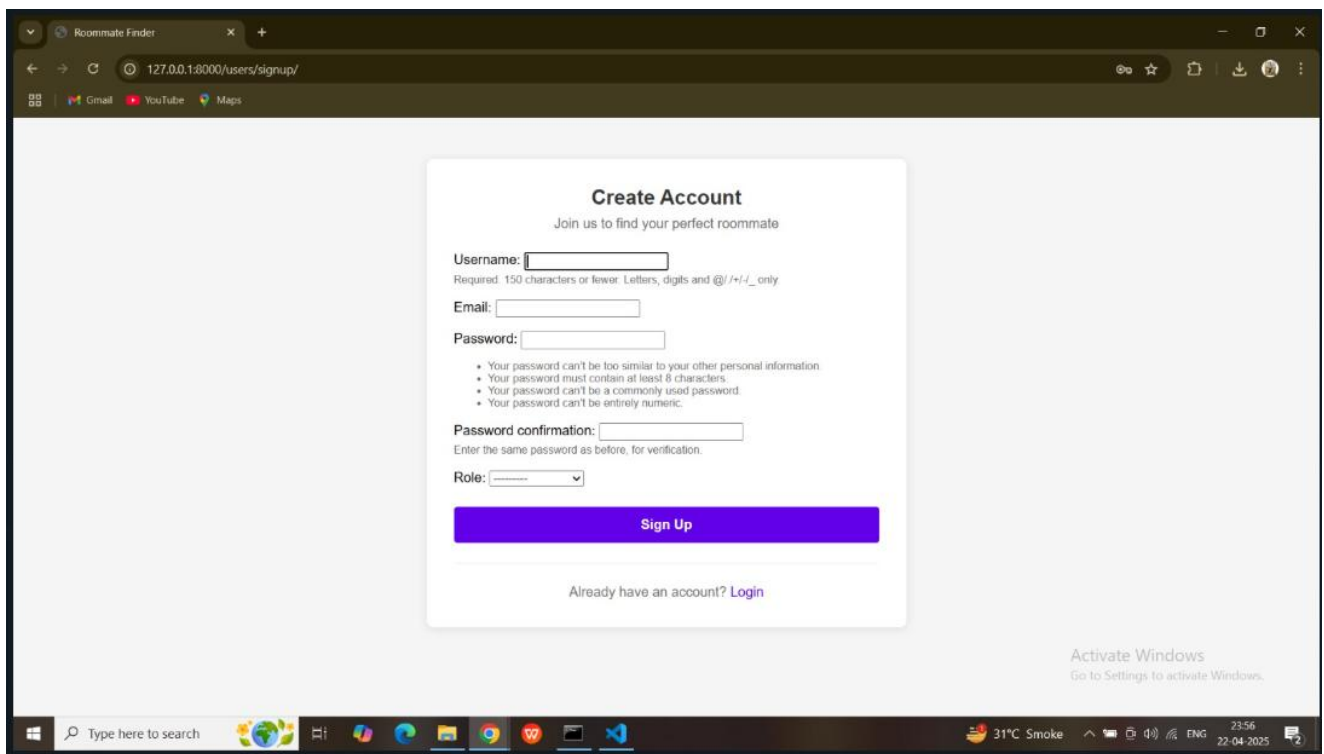 Roommate Finder
127.0.0.1:8000/users/signup/
Gmail YouTube Maps
Create Account
Join us to find your perfect roommate
Username:
Required. 150 characters or fewer. Letters, digits and @/./+/-/_ only.
Email:
Password:
Your password can't be too similar to your other personal information.
Your password must contain at least 8 characters.
Your password can't be a commonly used password.
Your password can't be entirely numeric.
Password confirmation:
Enter the same password as before, for verification.
Role: ---------
Sign Up
Already have an account? Login
Activate Windows
Go to Settings to activate Windows.
Type here to search
31°C Smoke
ENG
23:56
22-04-2025
2